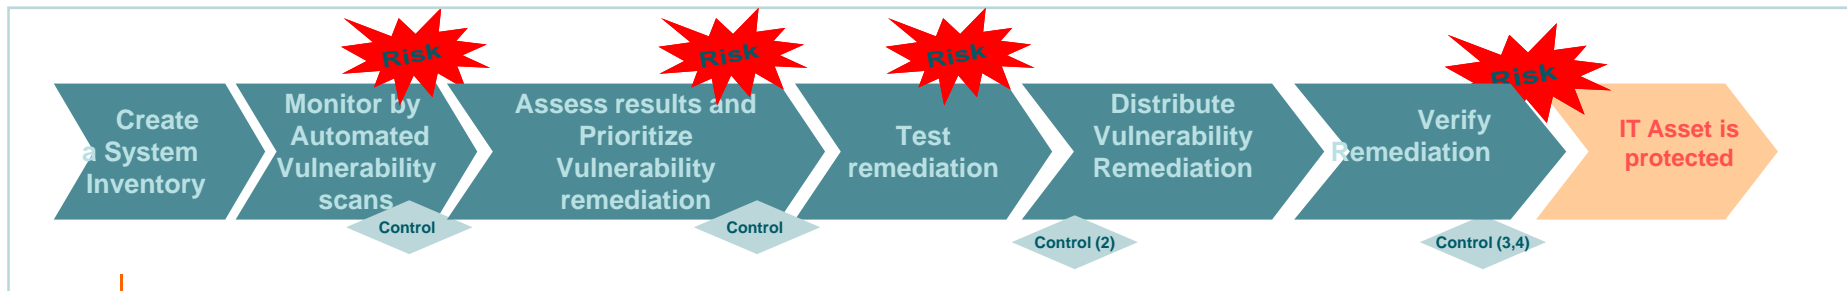 Risk
Risk
Risk
Risk
Create
a System
Inventory
Monitor by
Automated
Vulnerability
scans
Assess results and
Prioritize
Vulnerability
remediation
Test
remediation
Distribute
Vulnerability
Remediation
Verify
Remediation
IT Asset is
protected
Control
Control
Control (2)
Control (3,4)